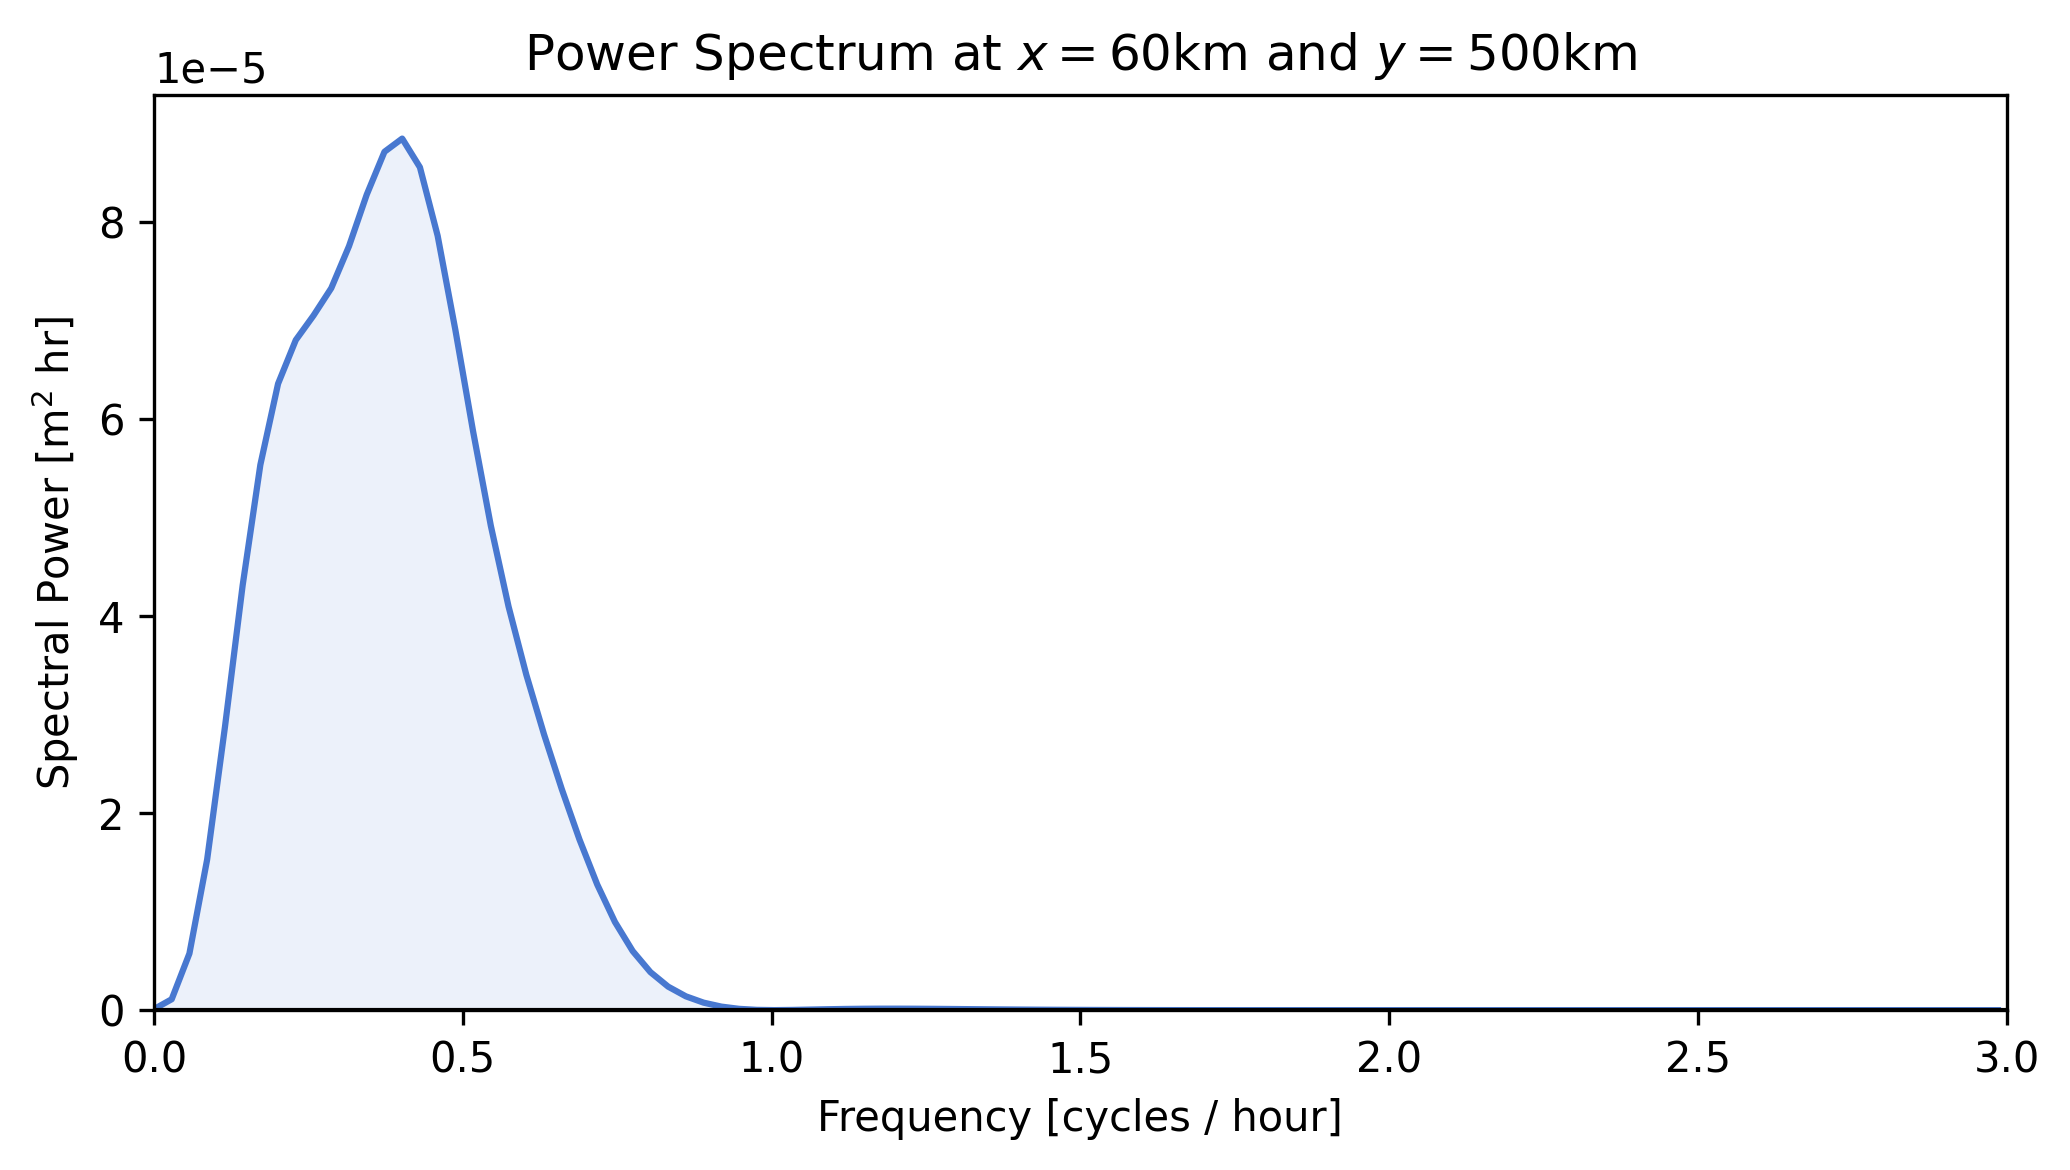 Power Spectrum at x = 60km and y = 500km
1e−5
8
6
4
2
0
Spectral Power [m² hr]
0.0 0.5 1.0 1.5 2.0 2.5 3.0
Frequency [cycles / hour]